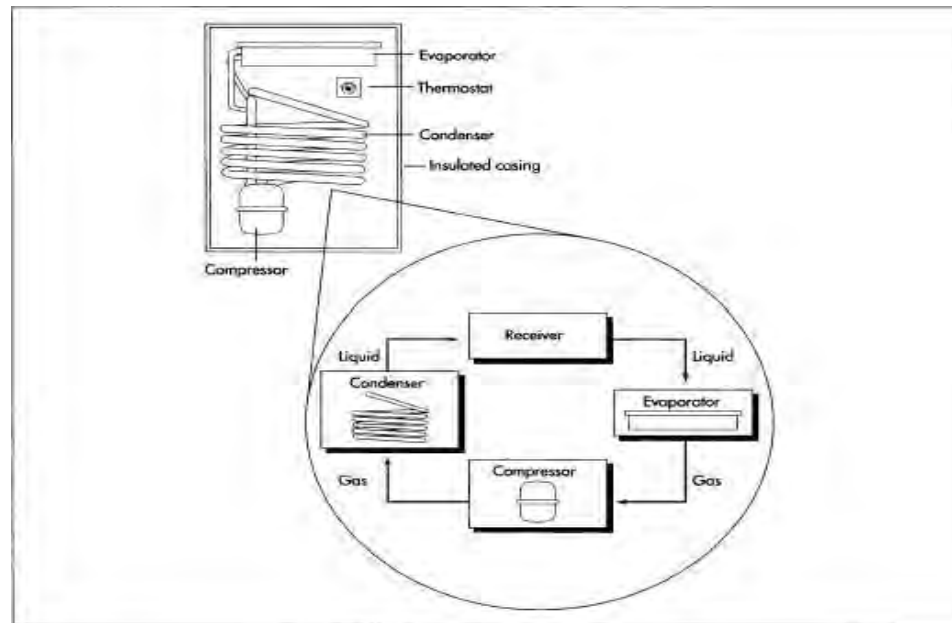 Evaporator
Thermostat
Condenser
Insulated casing
Compressor
Receiver
Liquid
Liquid
Condenser
Evaporator
Compressor
Gas
Gas